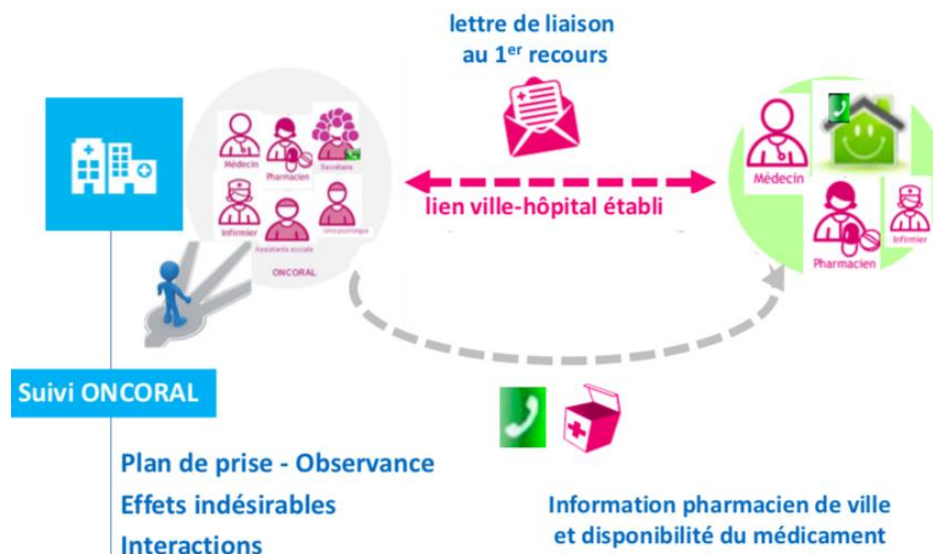 lettre de liaison
au 1er recours
Médecin
Pharmacien
Secrétaire
Infirmier
Assistante sociale
ONCORAL
lien ville-hôpital établi
Médecin
Pharmacien
Infirmier
Suivi ONCORAL
Plan de prise - Observance
Effets indésirables
Interactions
Information pharmacien de ville
et disponibilité du médicament